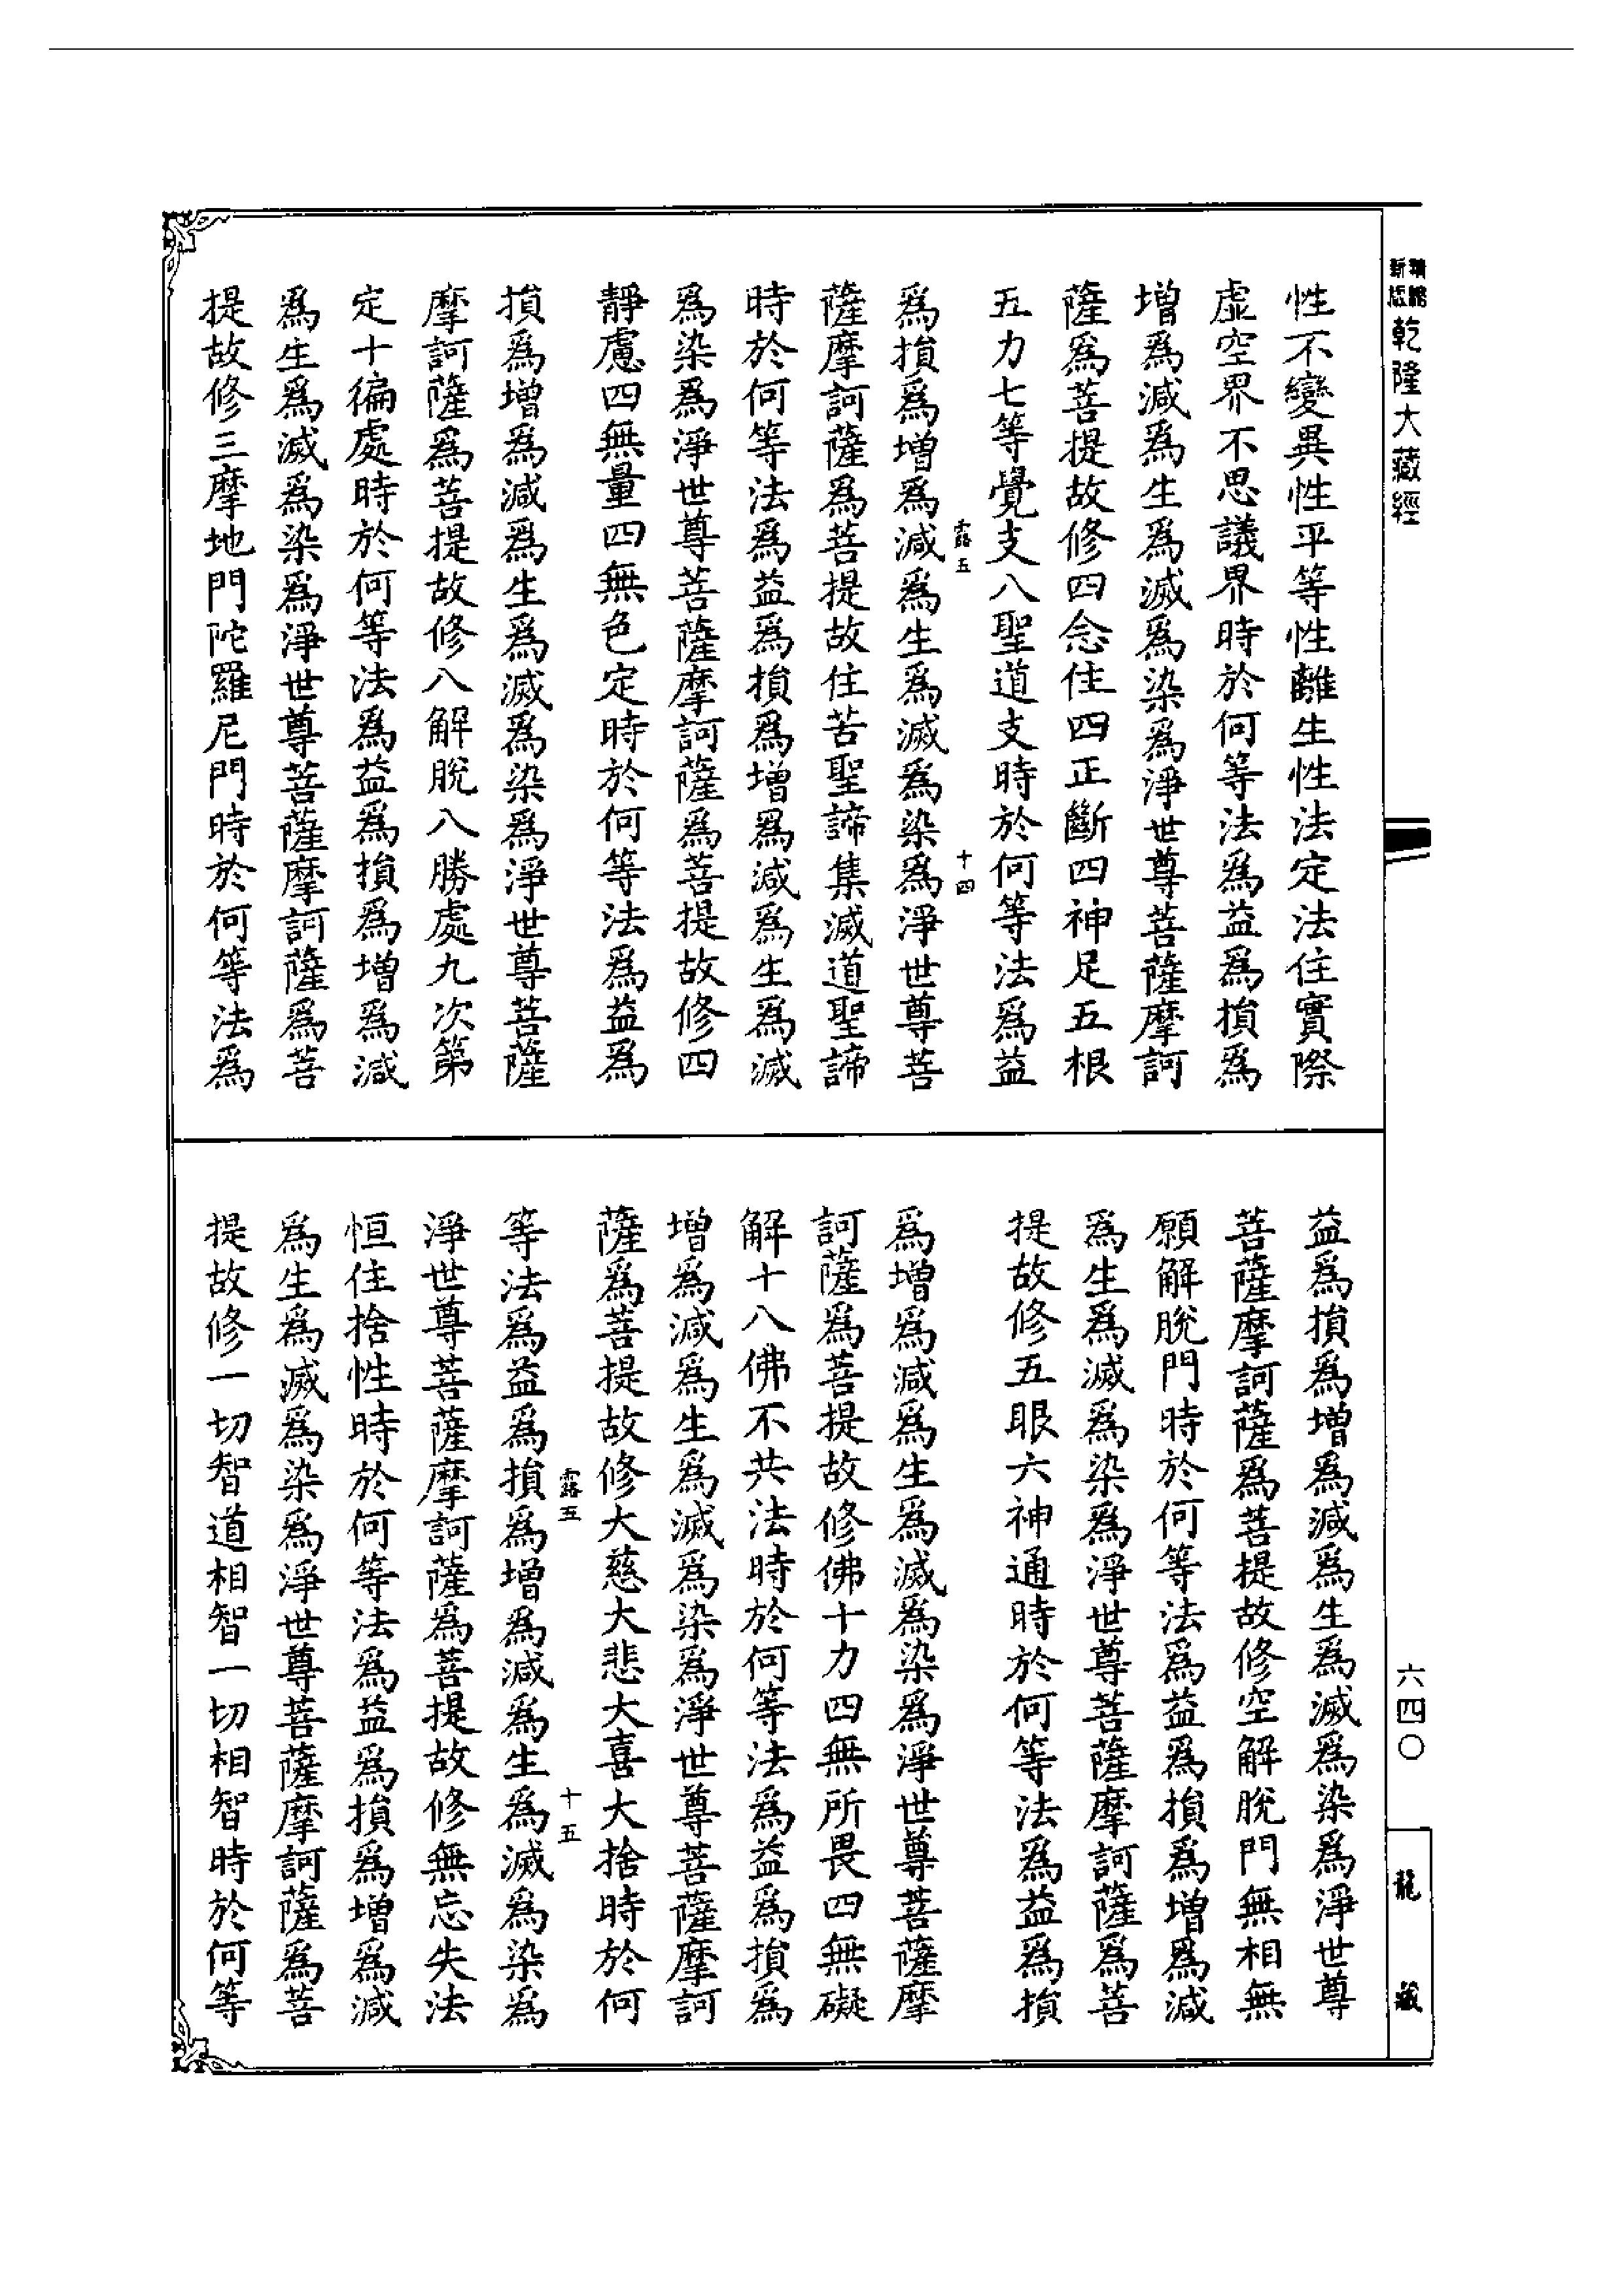 乾隆大藏經
性不變異性平等性離生性法定法住實際
虛空界不思議界時於何等法爲益爲損爲
增爲減爲生爲滅爲染爲淨世尊菩薩摩訶
薩爲菩提故修四念住四正斷四神足五根
五力七等覺支八聖道支時於何等法爲益
露五
十四
爲損爲增爲減爲生爲滅爲染爲淨世尊菩
薩摩訶薩爲菩提故住苦聖諦集滅道聖諦
時於何等法爲益爲損爲增爲減爲生爲滅
爲染爲淨世尊菩薩摩訶薩爲菩提故修四
靜慮四無量四無色定時於何等法爲益爲
損爲增爲減爲生爲滅爲染爲淨世尊菩薩
摩訶薩爲菩提故修八解脫八勝處九次第
定十徧處時於何等法爲益爲損爲增爲減
爲生爲滅爲染爲淨世尊菩薩摩訶薩爲菩
提故修三摩地門陀羅尼門時於何等法爲
益爲損爲增爲減爲生爲滅爲染爲淨世尊
菩薩摩訶薩爲菩提故修空解脫門無相無
願解脫門時於何等法爲益爲損爲增爲減
爲生爲滅爲染爲淨世尊菩薩摩訶薩爲菩
提故修五眼六神通時於何等法爲益爲損
爲增爲減爲生爲滅爲染爲淨世尊菩薩摩
訶薩爲菩提故修佛十力四無所畏四無礙
解十八佛不共法時於何等法爲益爲損爲
增爲減爲生爲滅爲染爲淨世尊菩薩摩訶
薩爲菩提故修大慈大悲大喜大捨時於何
露五
十五
等法爲益爲損爲增爲減爲生爲滅爲染爲
淨世尊菩薩摩訶薩爲菩提故修無忘失法
恒住捨性時於何等法爲益爲損爲增爲減
爲生爲滅爲染爲淨世尊菩薩摩訶薩爲菩
提故修一切智道相智一切相智時於何等
六四〇
龍藏